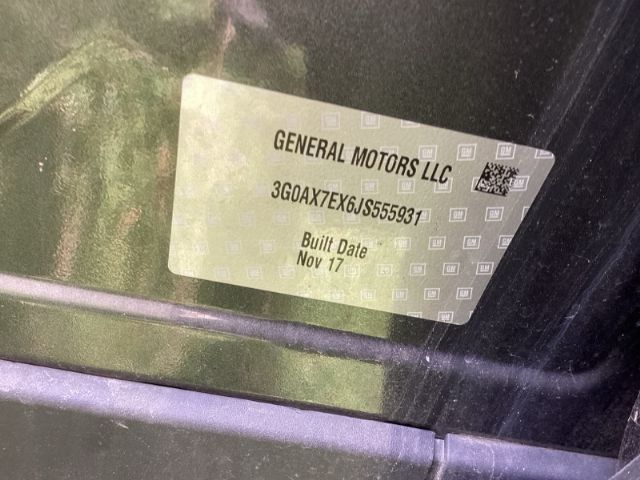 GENERAL MOTORS LLC
3G0AX7EX6JS555931
Built Date
Nov 17